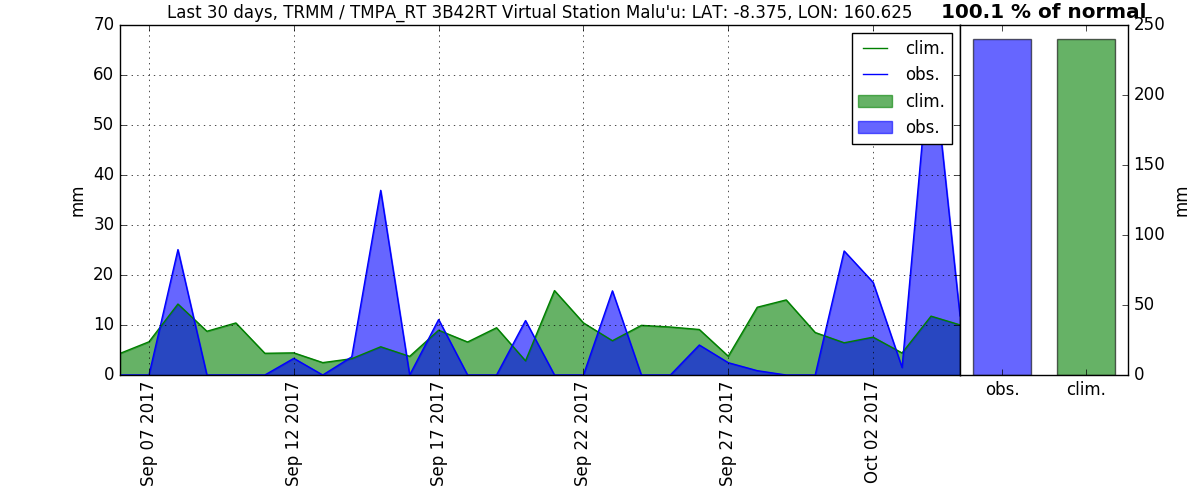 Last 30 days, TRMM / TMPA_RT 3B42RT Virtual Station Malu'u: LAT: -8.375, LON: 160.625
100.1 % of normal
70
60
50
40
30
20
10
0
mm
clim.
obs.
clim.
obs.
250
200
150
100
50
0
mm
obs.
clim.
Sep 07 2017
Sep 12 2017
Sep 17 2017
Sep 22 2017
Sep 27 2017
Oct 02 2017